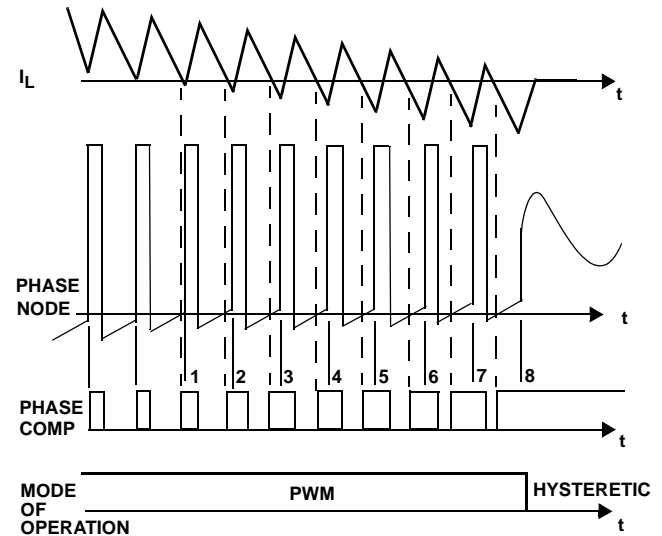 I_L
t
PHASE
NODE
t
1 2 3 4 5 6 7 8
PHASE
COMP
t
MODE
OF
OPERATION
PWM
HYSTERETIC
t